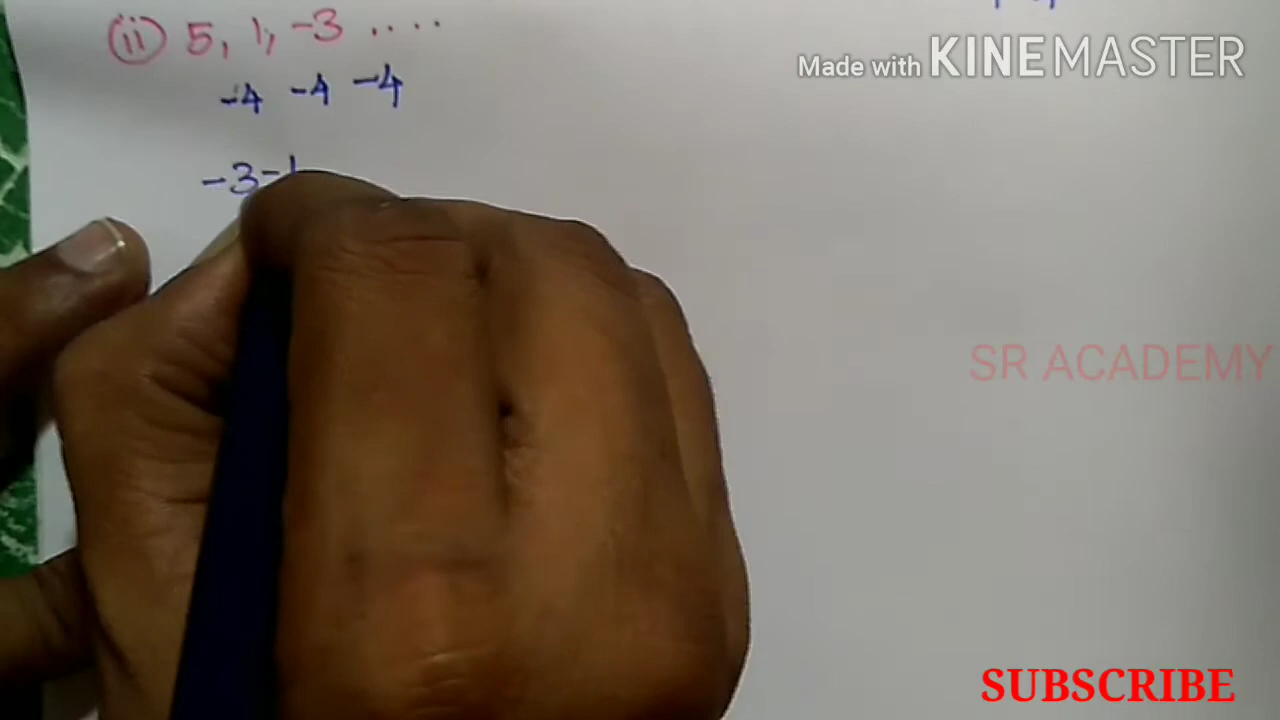 (ii) 5, 1, -3 ....
-4 -4 -4
-3-1
Made with KINEMASTER
SR ACADEMY
SUBSCRIBE